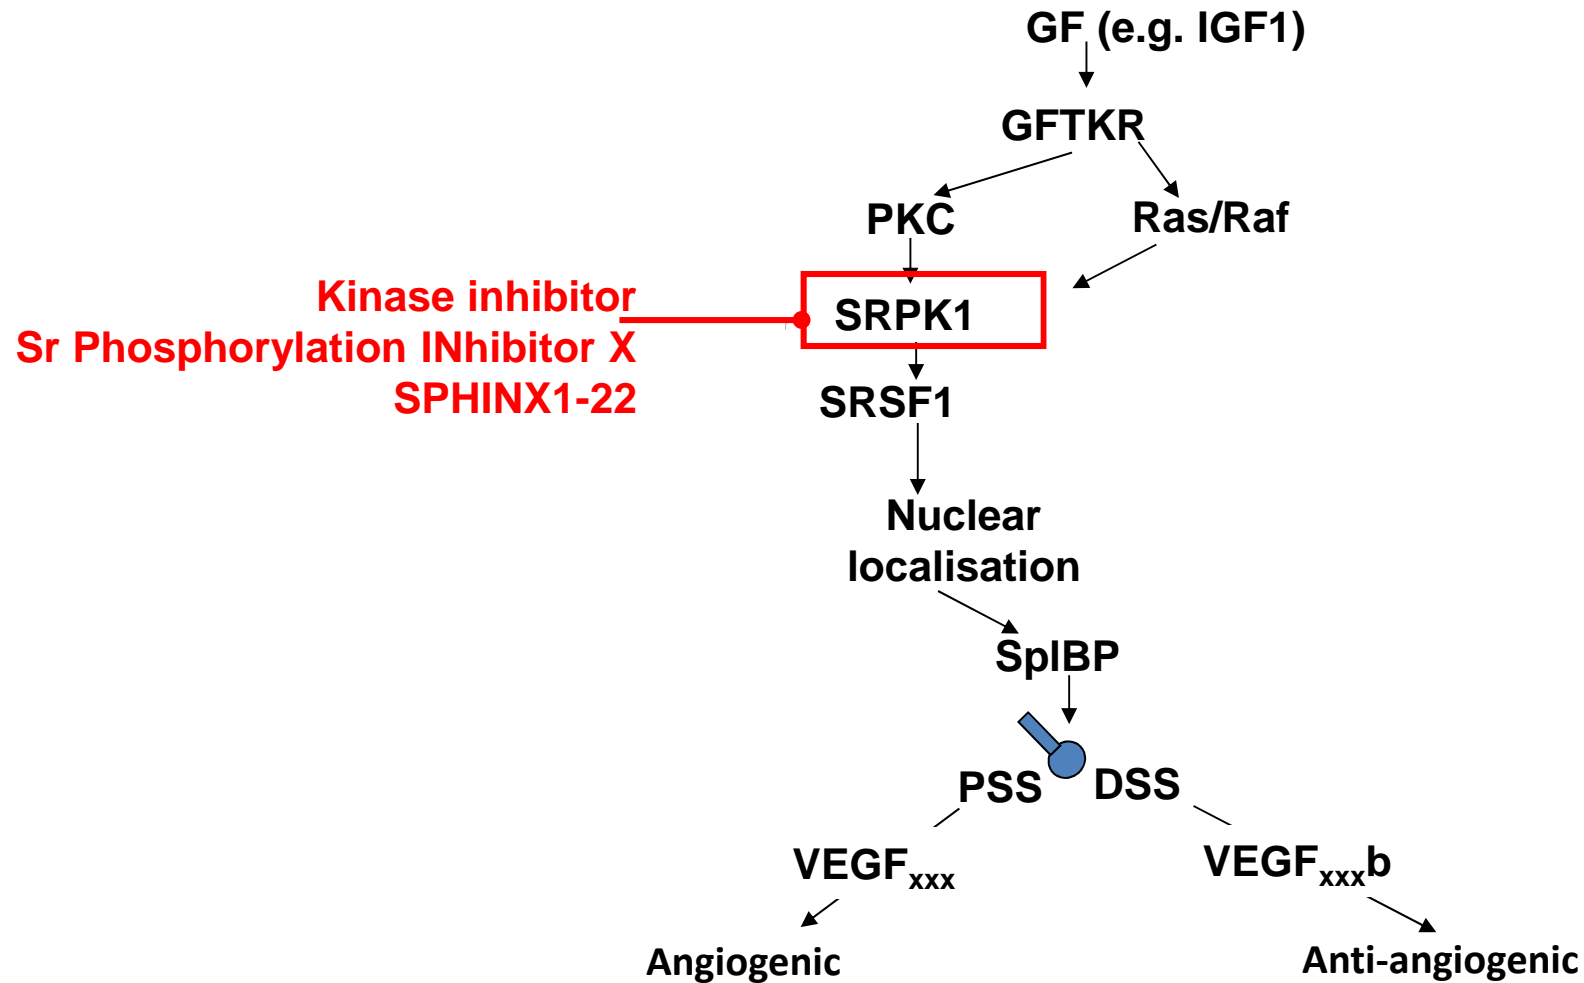 GF (e.g. IGF1)
GFTKR
PKC
Ras/Raf
Kinase inhibitor
Sr Phosphorylation INhibitor X
SPHINX1-22
SRPK1
SRSF1
Nuclear
localisation
SplBP
PSS
DSS
VEGFxxx
VEGFxxxb
Angiogenic
Anti-angiogenic